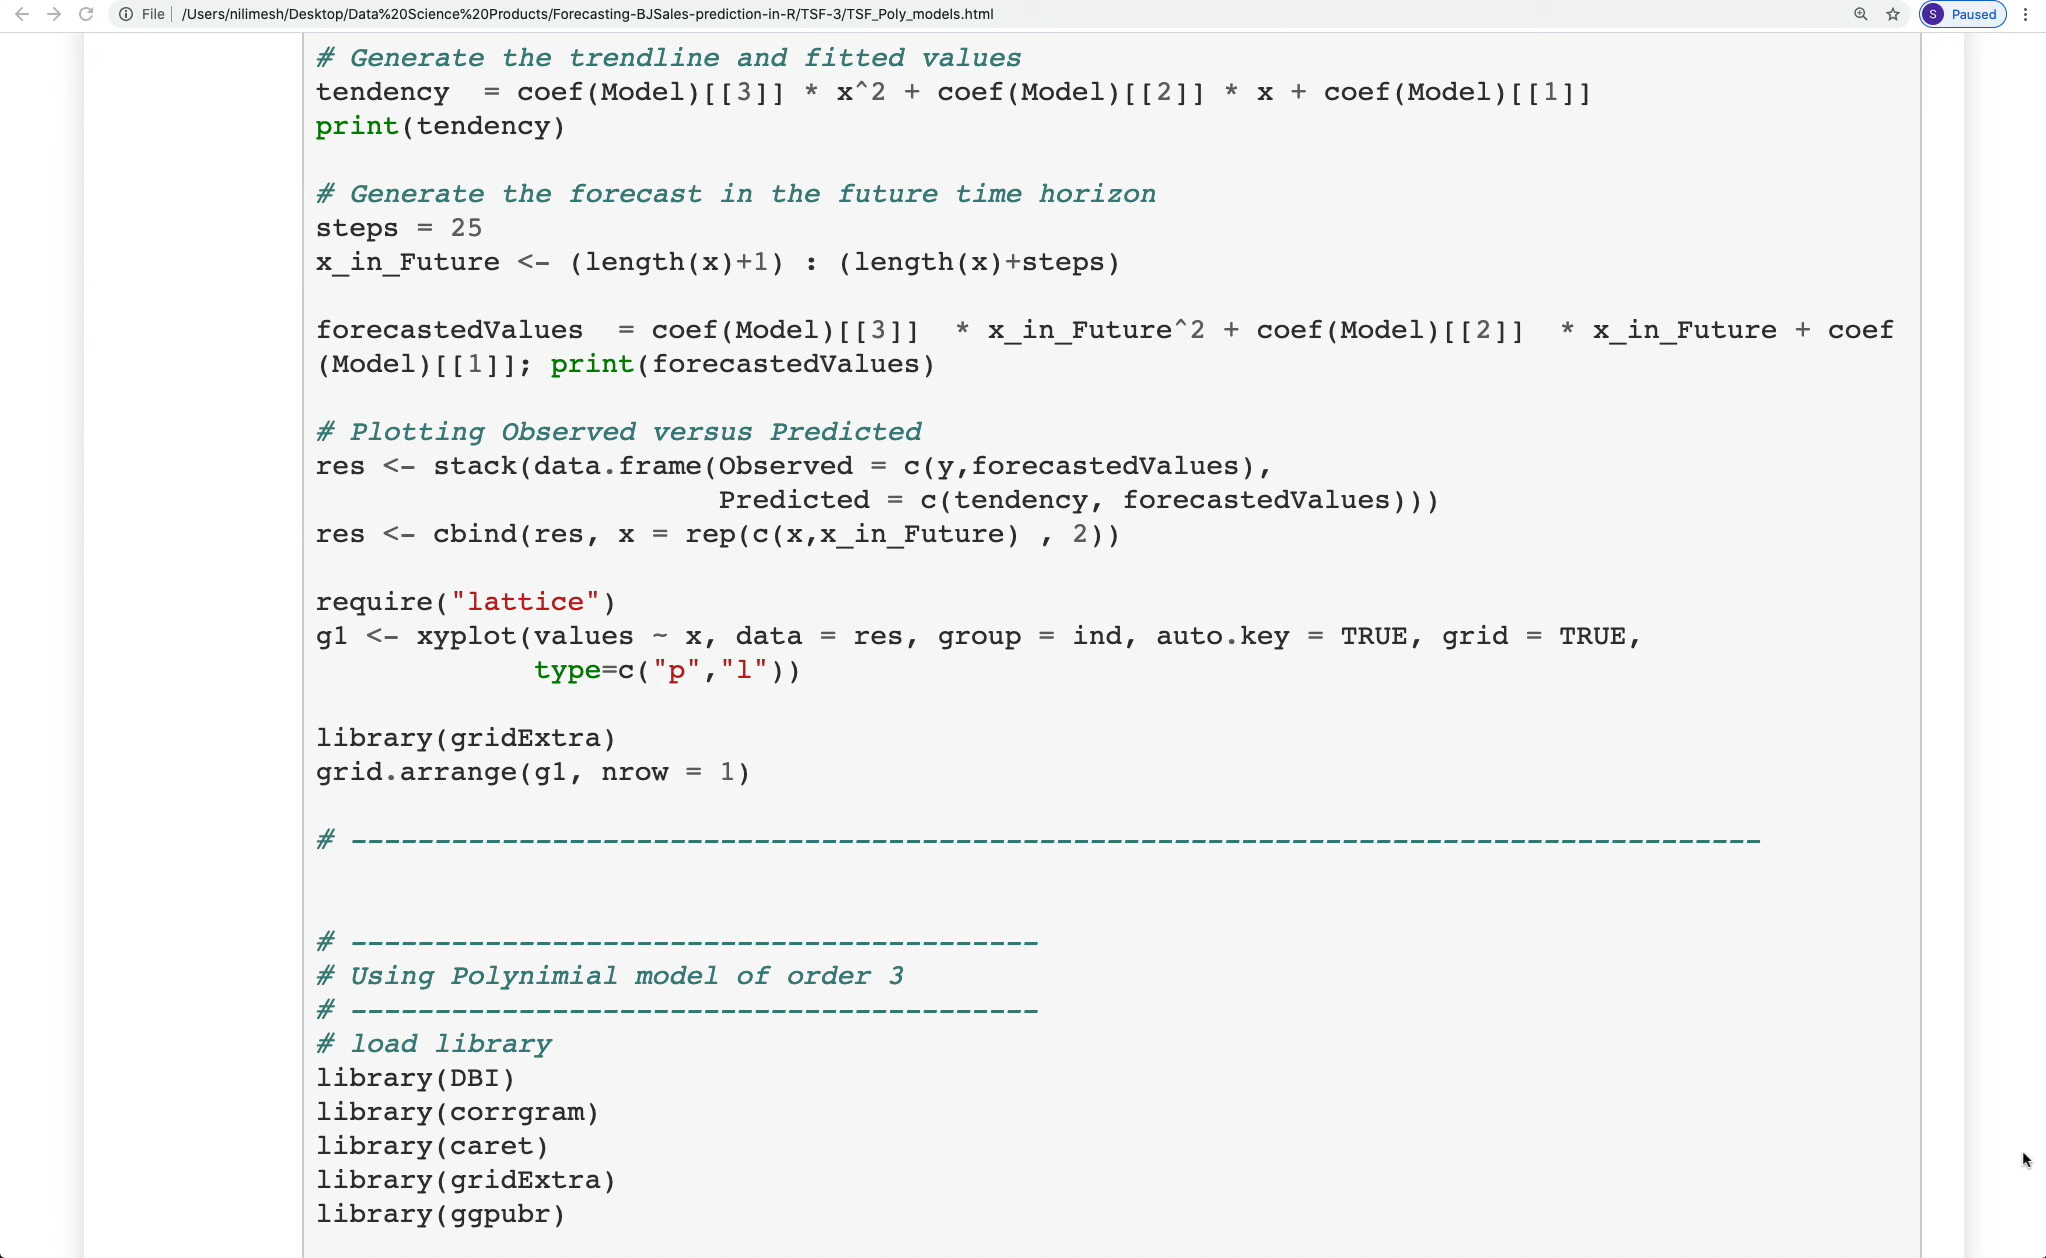 File /Users/nilimesh/Desktop/Data%20Science%20Products/Forecasting-BJSales-prediction-in-R/TSF-3/TSF_Poly_models.html S Paused
# Generate the trendline and fitted values
tendency  = coef(Model)[[3]] * x^2 + coef(Model)[[2]] * x + coef(Model)[[1]]
print(tendency)
# Generate the forecast in the future time horizon
steps = 25
x_in_Future <- (length(x)+1) : (length(x)+steps)
forecastedValues  = coef(Model)[[3]]  * x_in_Future^2 + coef(Model)[[2]]  * x_in_Future + coef
(Model)[[1]]; print(forecastedValues)
# Plotting Observed versus Predicted
res <- stack(data.frame(Observed = c(y,forecastedValues),
Predicted = c(tendency, forecastedValues)))
res <- cbind(res, x = rep(c(x,x_in_Future) , 2))
require("lattice")
g1 <- xyplot(values ~ x, data = res, group = ind, auto.key = TRUE, grid = TRUE,
type=c("p","l"))
library(gridExtra)
grid.arrange(g1, nrow = 1)
# ------------------------------------------------------------------------------------
# -----------------------------------------
# Using Polynimial model of order 3
# -----------------------------------------
# load library
library(DBI)
library(corrgram)
library(caret)
library(gridExtra)
library(ggpubr)